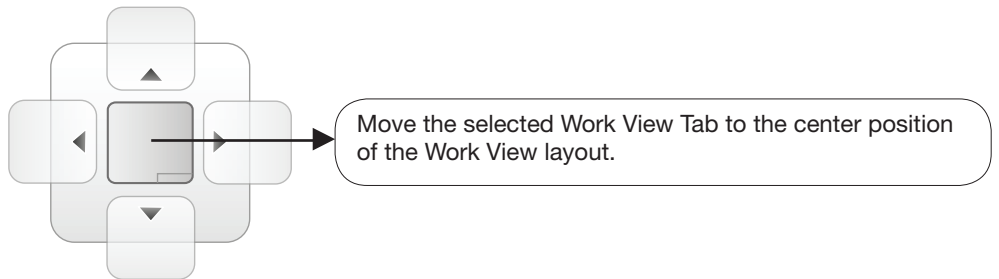 Move the selected Work View Tab to the center position
of the Work View layout.